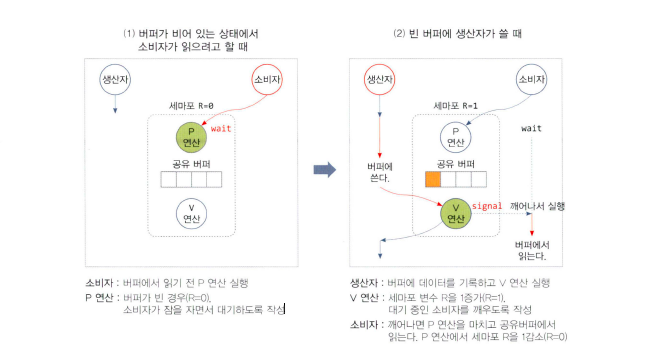 (1) 버퍼가 비어 있는 상태에서
소비자가 읽으려고 할 때
생산자
소비자
세마포 R=0
P
연산
wait
공유 버퍼
V
연산
소비자 : 버퍼에서 읽기 전 P 연산 실행
P 연산 : 버퍼가 빈 경우(R=0),
소비자가 잠을 자면서 대기하도록 작성
(2) 빈 버퍼에 생산자가 쓸 때
생산자
소비자
세마포 R=1
P
연산
wait
버퍼에
쓴다.
공유 버퍼
V
연산
signal
깨어나서 실행
버퍼에서
읽는다.
생산자 : 버퍼에 데이터를 기록하고 V 연산 실행
V 연산 : 세마포 변수 R을 1증가(R=1),
대기 중인 소비자를 깨우도록 작성
소비자 : 깨어나면 P 연산을 마치고 공유버퍼에서
읽는다. P 연산에서 세마포 R을 1감소(R=0)